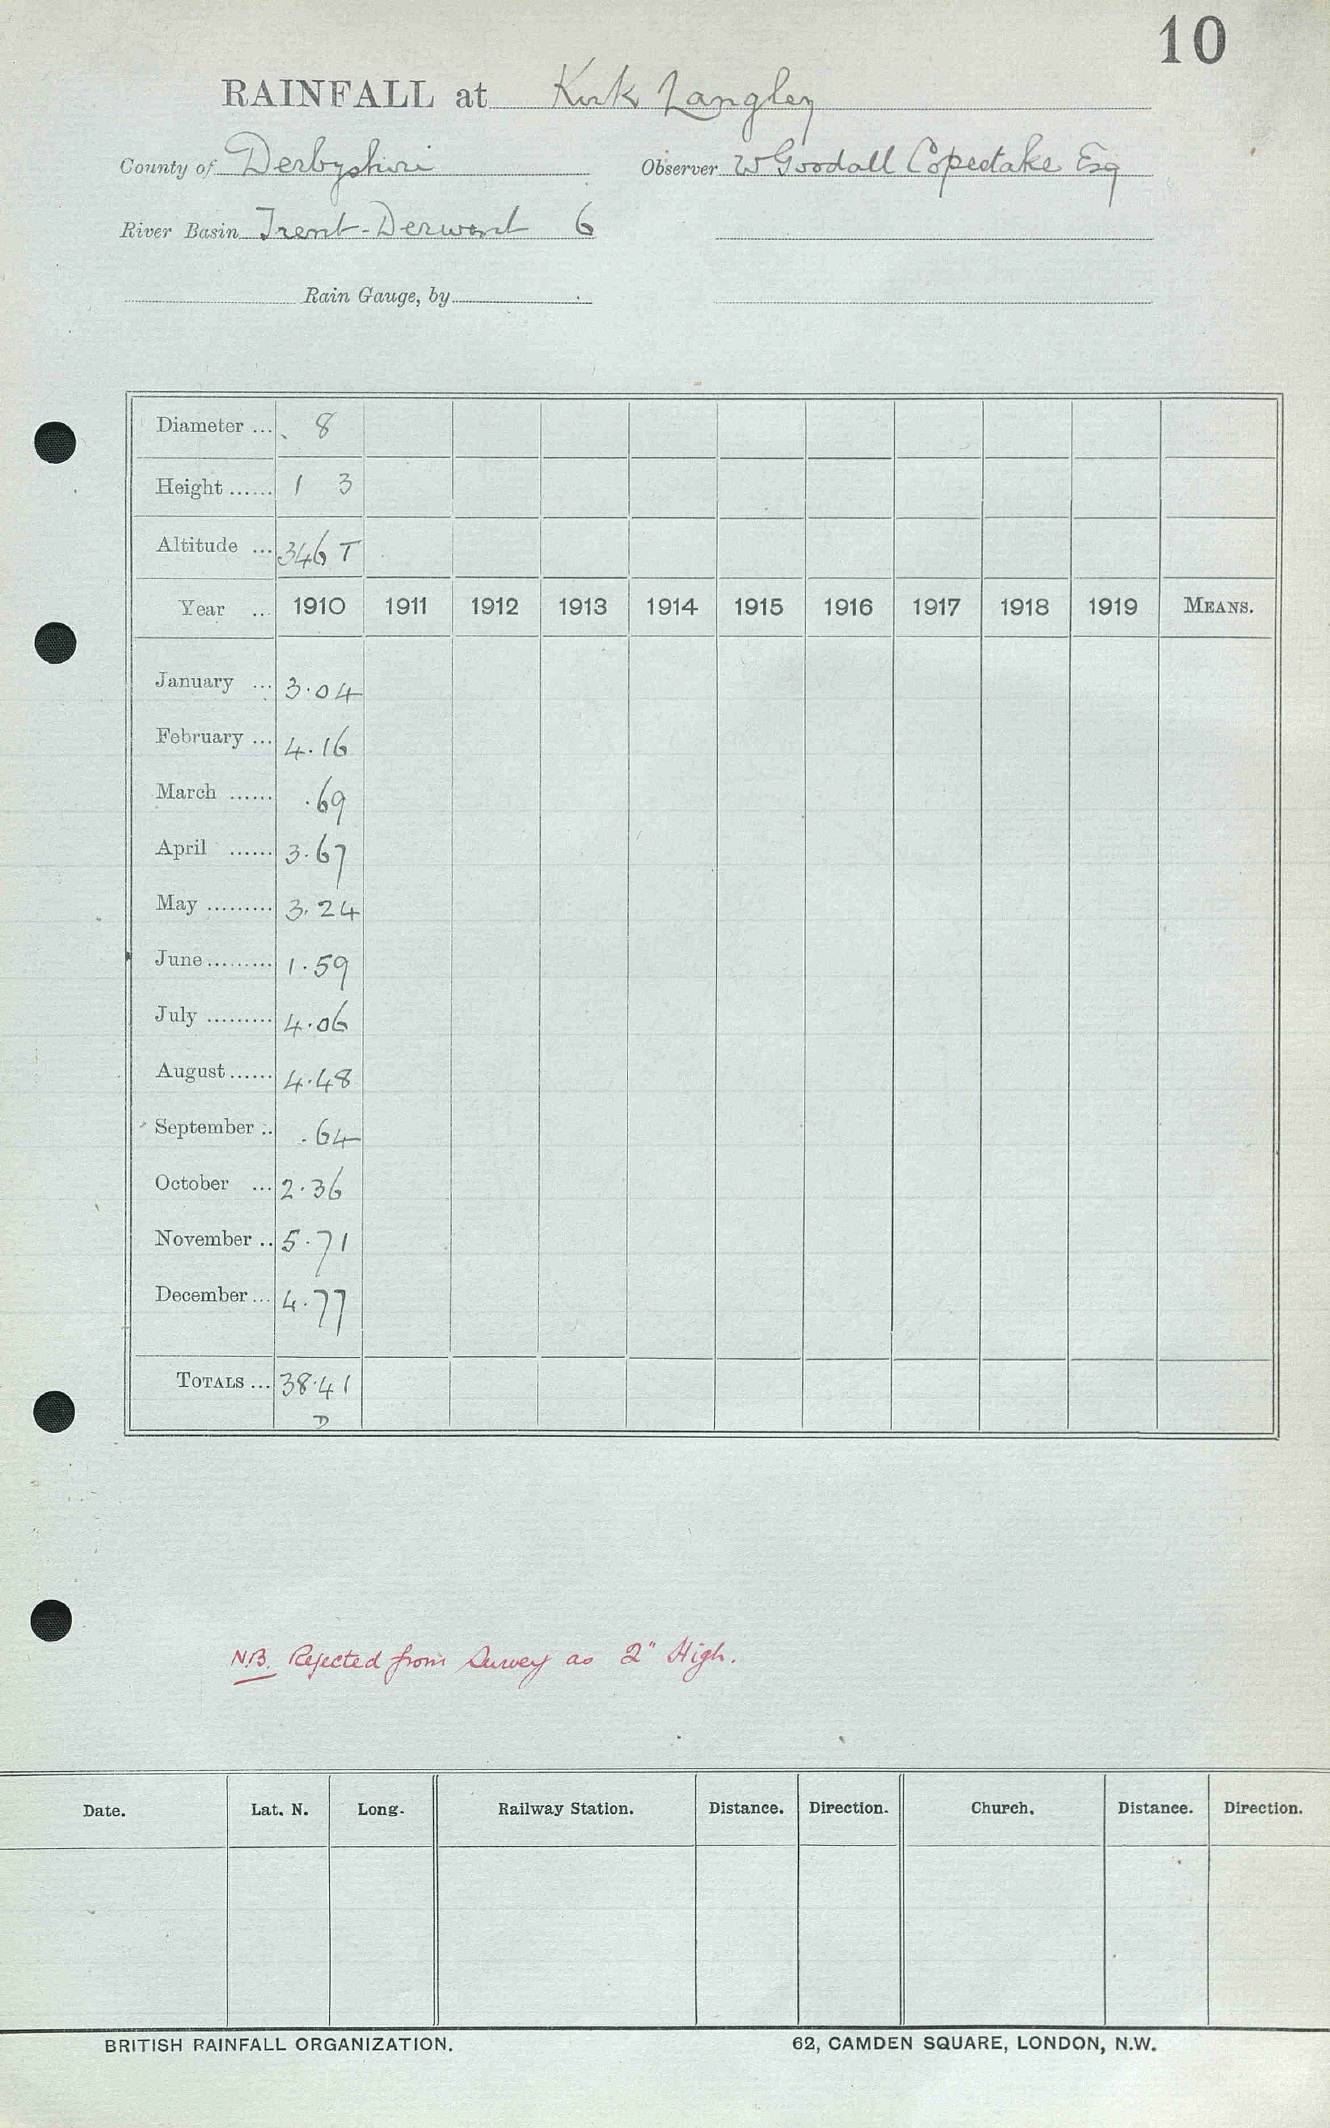 10
RAINFALL at Kirk Langley
County of Derbyshire Observer W Goodall Copestake Esq
River Basin Trent-Derwent 6
Rain Gauge, by
Diameter ... 8
Height ...... 1 3
Altitude ... 346 T
Year ... 1910 1911 1912 1913 1914 1915 1916 1917 1918 1919 MEANS.
January ... 3.04
February ... 4.16
March ...... .69
April ...... 3.67
May ......... 3.24
June ......... 1.59
July ......... 4.06
August ...... 4.48
September .. .64
October ... 2.36
November .. 5.71
December ... 4.77
TOTALS ... 38.41
D
N.B. Rejected from Survey as 2" High.
Date. Lat. N. Long. Railway Station. Distance. Direction. Church. Distance. Direction.
BRITISH RAINFALL ORGANIZATION. 62, CAMDEN SQUARE, LONDON, N.W.